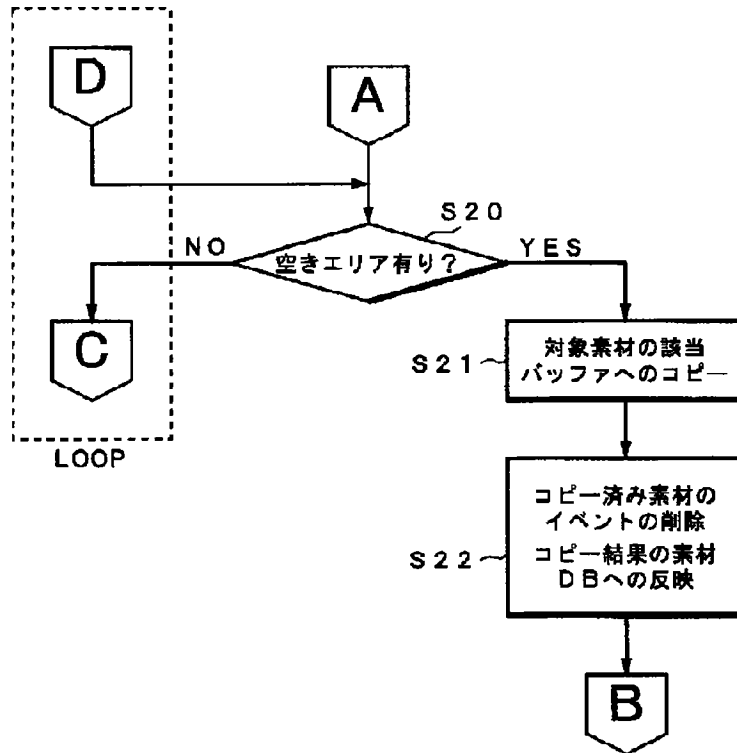 D
A
S20
NO
空きエリア有り?
YES
C
S21
対象素材の該当
バッファへのコピー
LOOP
コピー済み素材の
イベントの削除
S22
コピー結果の素材
DBへの反映
B